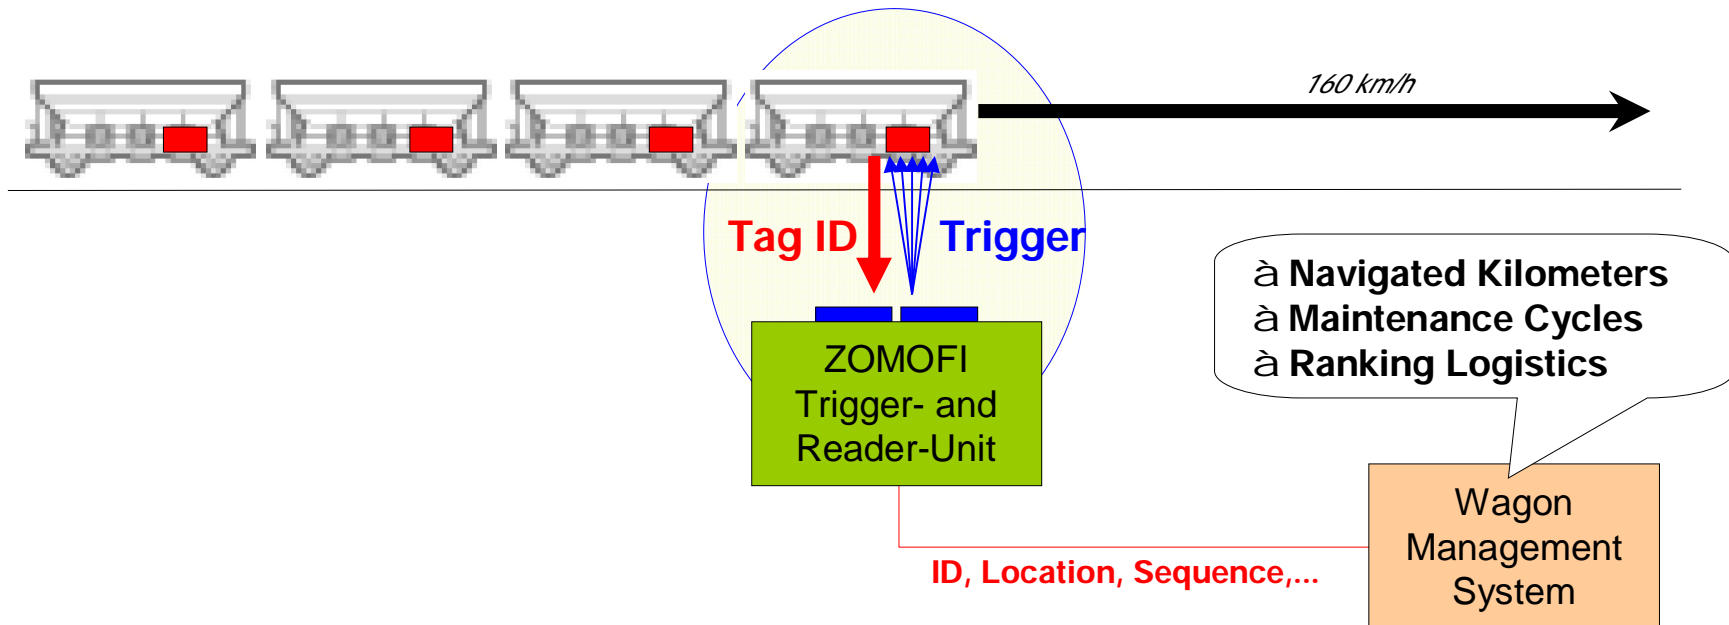 160 km/h
Tag ID
Trigger
à Navigated Kilometers
à Maintenance Cycles
à Ranking Logistics
ZOMOFI
Trigger- and
Reader-Unit
Wagon
Management
System
ID, Location, Sequence,...